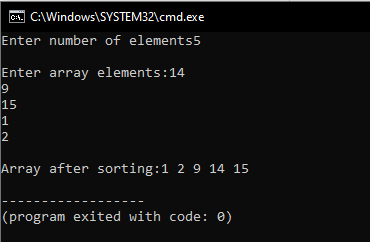 C:\Windows\SYSTEM32\cmd.exe
Enter number of elements5
Enter array elements:14
9
15
1
2
Array after sorting:1 2 9 14 15
------------------
(program exited with code: 0)